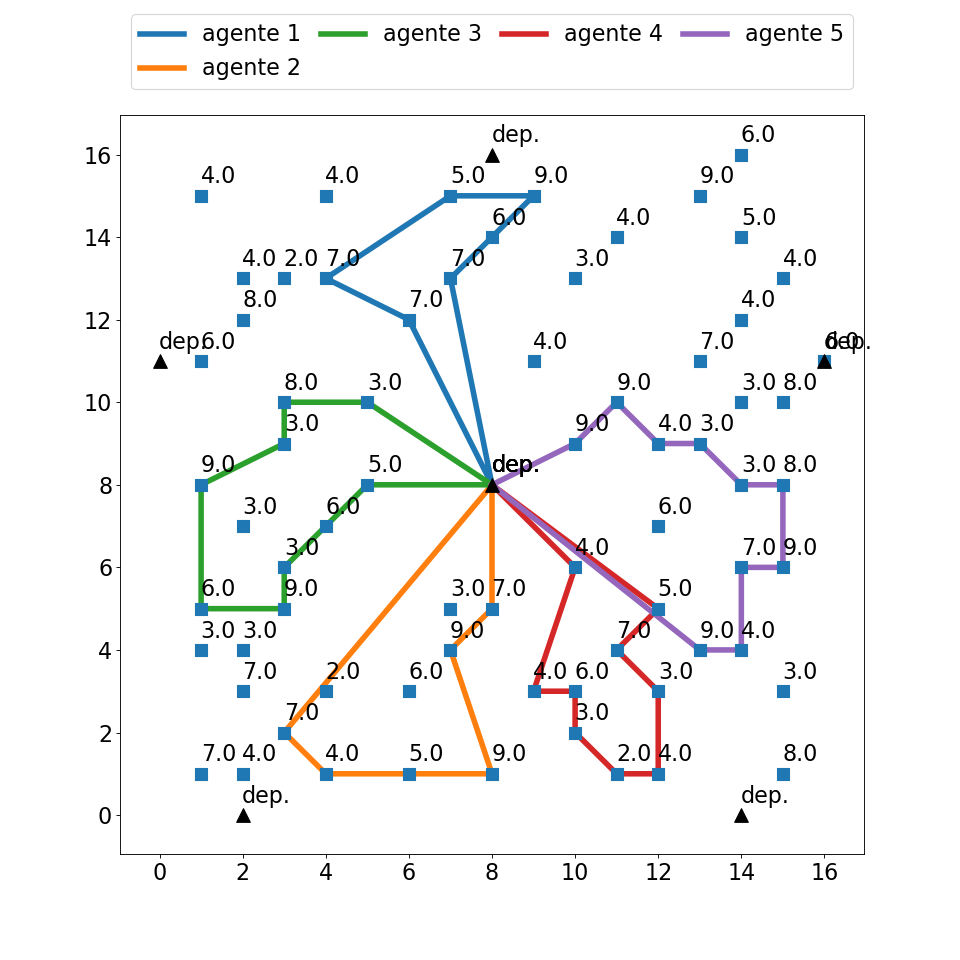 agente 1 agente 3 agente 4 agente 5
agente 2
dep. 6.0
16
4.0 4.0 5.0 9.0 9.0
6.0 4.0 5.0
14
4.0 2.0 7.0 7.0 3.0 4.0
8.0 7.0 4.0
12
dep. 6.0 4.0 7.0 6.0 dep.
8.0 3.0 9.0 3.0 8.0
10
3.0 9.0 4.0 3.0
9.0 5.0 dep. 3.0 8.0
8
3.0 6.0 6.0
3.0 4.0 7.0 9.0
6
6.0 9.0 3.0 7.0 5.0
3.0 3.0 9.0 7.0 9.0 4.0
4
7.0 2.0 6.0 4.0 6.0 3.0 3.0
7.0 3.0
2
7.0 4.0 4.0 5.0 9.0 2.0 4.0 8.0
dep. dep.
0
0 2 4 6 8 10 12 14 16